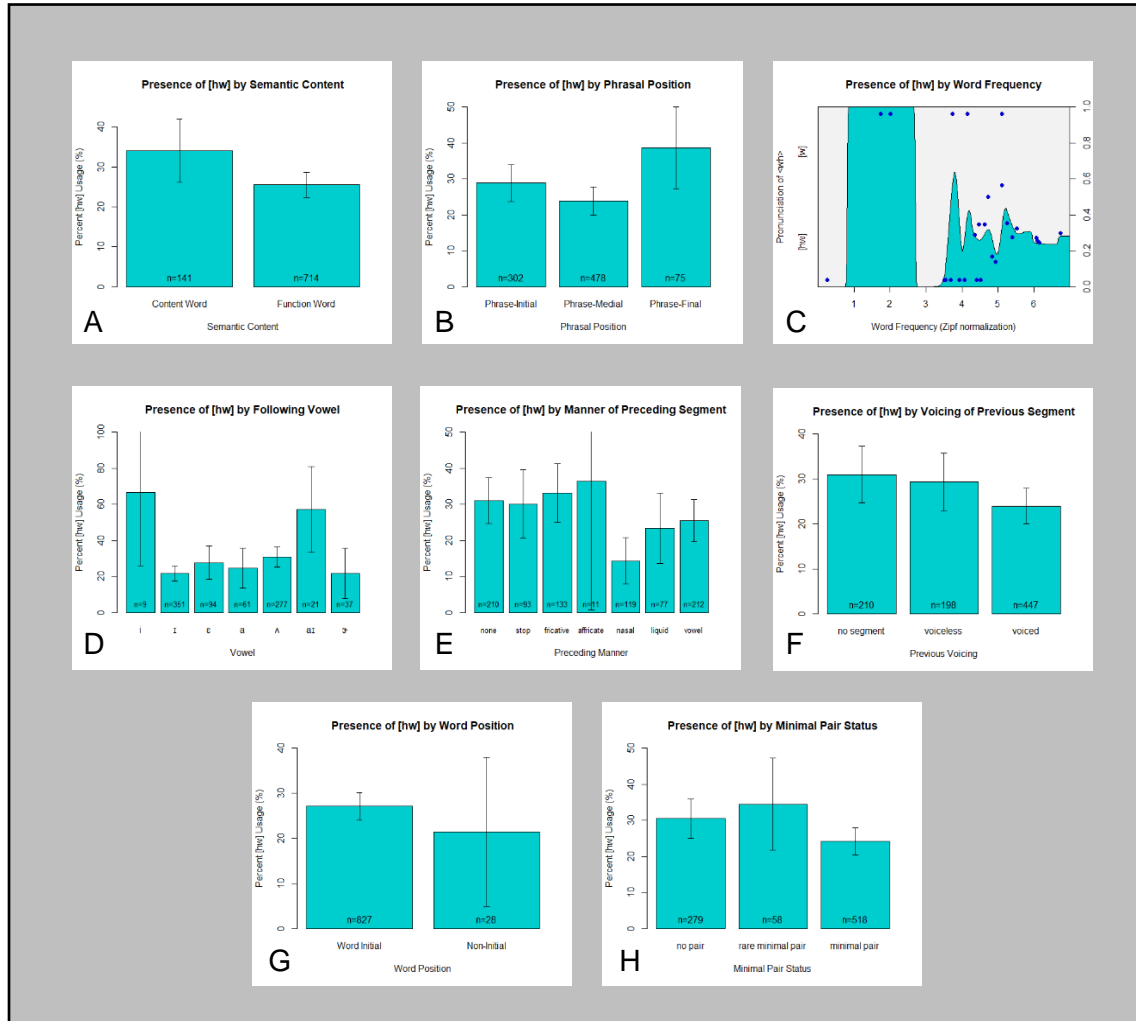 Presence of [hw] by Semantic Content
Percent [hw] Usage (%)
0 10 20 30 40
n=141 n=714
Content Word Function Word
Semantic Content
A
Presence of [hw] by Phrasal Position
Percent [hw] Usage (%)
0 10 20 30 40 50
n=302 n=478 n=75
Phrase-Initial Phrase-Medial Phrase-Final
Phrasal Position
B
Presence of [hw] by Word Frequency
Pronunciation of <wh>
[hw] [w]
0.0 0.2 0.4 0.6 0.8 1.0
1 2 3 4 5 6
Word Frequency (Zipf normalization)
C
Presence of [hw] by Following Vowel
Percent [hw] Usage (%)
0 20 40 60 80 100
n=9 n=351 n=94 n=61 n=277 n=21 n=37
i ɪ ɛ a ʌ aɪ ɝ
Vowel
D
Presence of [hw] by Manner of Preceding Segment
Percent [hw] Usage (%)
0 10 20 30 40 50
n=210 n=93 n=133 n=11 n=119 n=77 n=212
none stop fricative affricate nasal liquid vowel
Preceding Manner
E
Presence of [hw] by Voicing of Previous Segment
Percent [hw] Usage (%)
0 10 20 30 40
n=210 n=198 n=447
no segment voiceless voiced
Previous Voicing
F
Presence of [hw] by Word Position
Percent [hw] Usage (%)
0 10 20 30 40
n=827 n=28
Word Initial Non-Initial
Word Position
G
Presence of [hw] by Minimal Pair Status
Percent [hw] Usage (%)
0 10 20 30 40 50
n=279 n=58 n=518
no pair rare minimal pair minimal pair
Minimal Pair Status
H